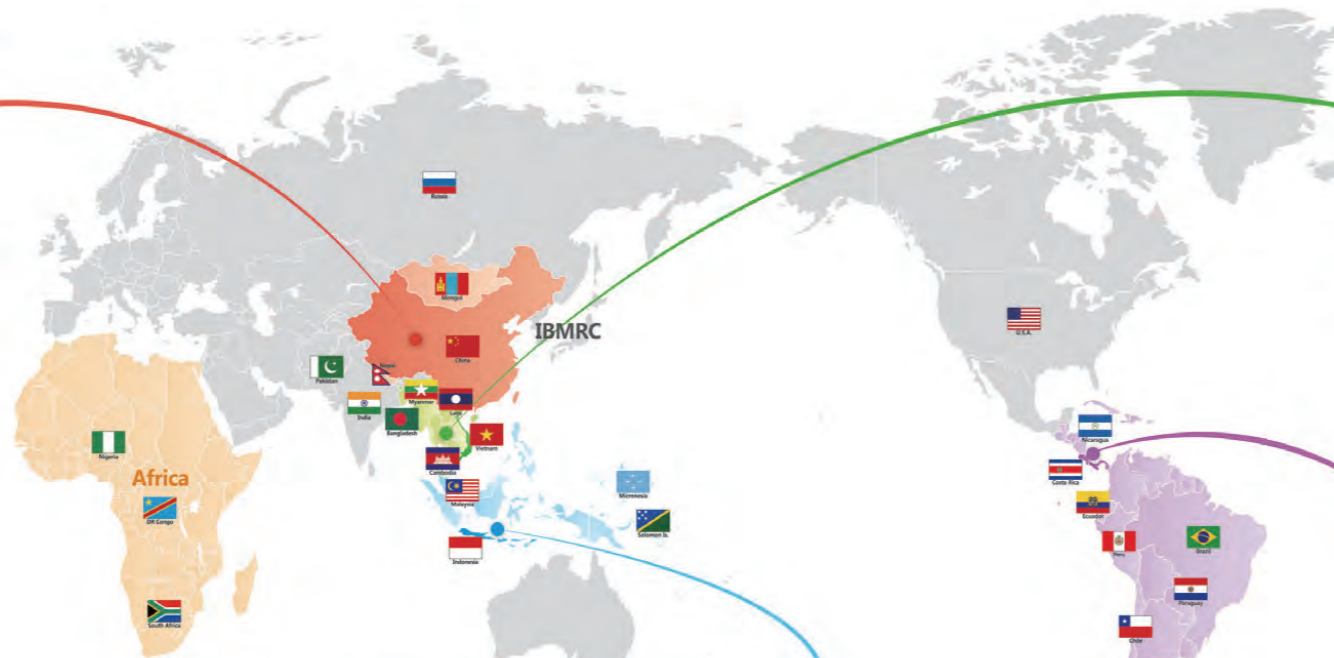 Russia
Mongol
IBMRC
U.S.A.
China
Nepal
Pakistan
Myanmar
Laos
India
Bangladesh
Vietnam
Nicaragua
Nigeria
Cambodia
Africa
Costa Rica
Micronesia
Malaysia
Ecuador
DR Congo
Solomon Is.
Brazil
Peru
Indonesia
Paraguay
South Africa
Chile